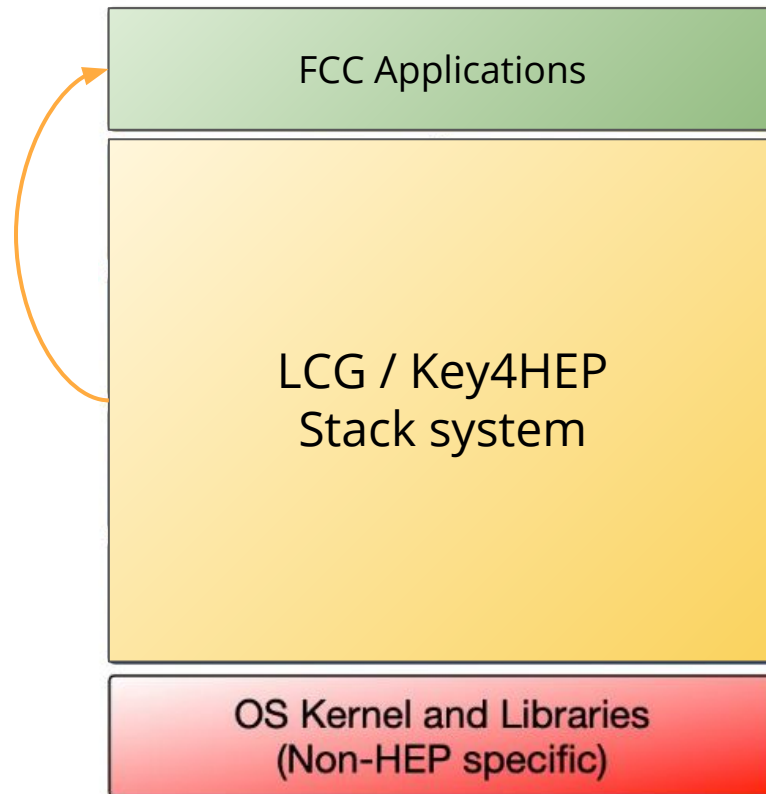 FCC Applications
LCG / Key4HEP
Stack system
OS Kernel and Libraries
(Non-HEP specific)